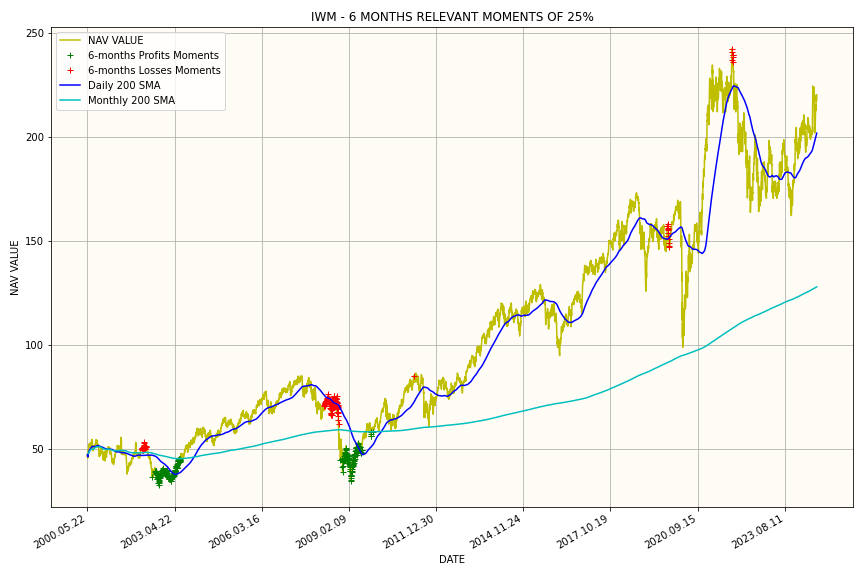 IWM - 6 MONTHS RELEVANT MOMENTS OF 25%
NAV VALUE
6-months Profits Moments
6-months Losses Moments
Daily 200 SMA
Monthly 200 SMA
250
200
150
100
50
NAV VALUE
2000.05.22
2003.04.22
2006.03.16
2009.02.09
2011.12.30
2014.11.24
2017.10.19
2020.09.15
2023.08.11
DATE